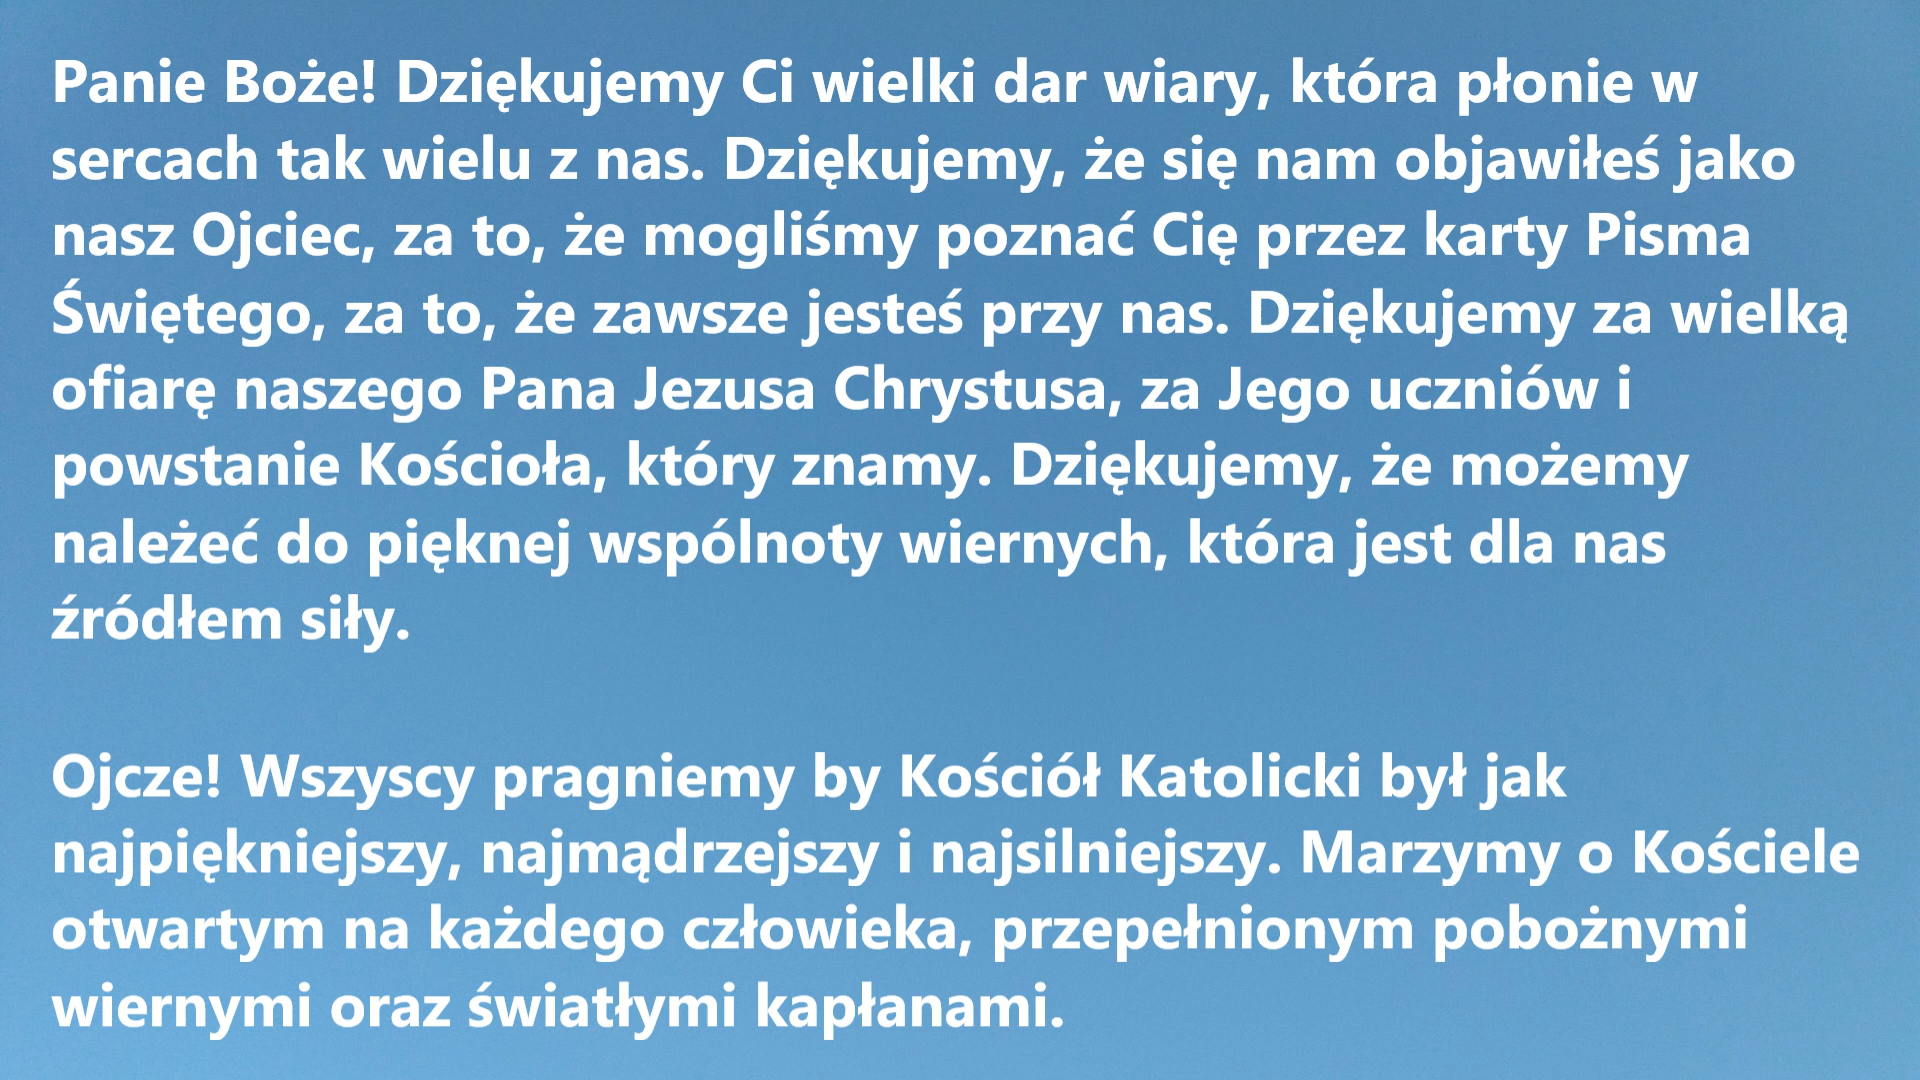 Panie Boże! Dziękujemy Ci wielki dar wiary, która płonie w
sercach tak wielu z nas. Dziękujemy, że się nam objawiłeś jako
nasz Ojciec, za to, że mogliśmy poznać Cię przez karty Pisma
Świętego, za to, że zawsze jesteś przy nas. Dziękujemy za wielką
ofiarę naszego Pana Jezusa Chrystusa, za Jego uczniów i
powstanie Kościoła, który znamy. Dziękujemy, że możemy
należeć do pięknej wspólnoty wiernych, która jest dla nas
źródłem siły.
Ojcze! Wszyscy pragniemy by Kościół Katolicki był jak
najpiękniejszy, najmądrzejszy i najsilniejszy. Marzymy o Kościele
otwartym na każdego człowieka, przepełnionym pobożnymi
wiernymi oraz światłymi kapłanami.